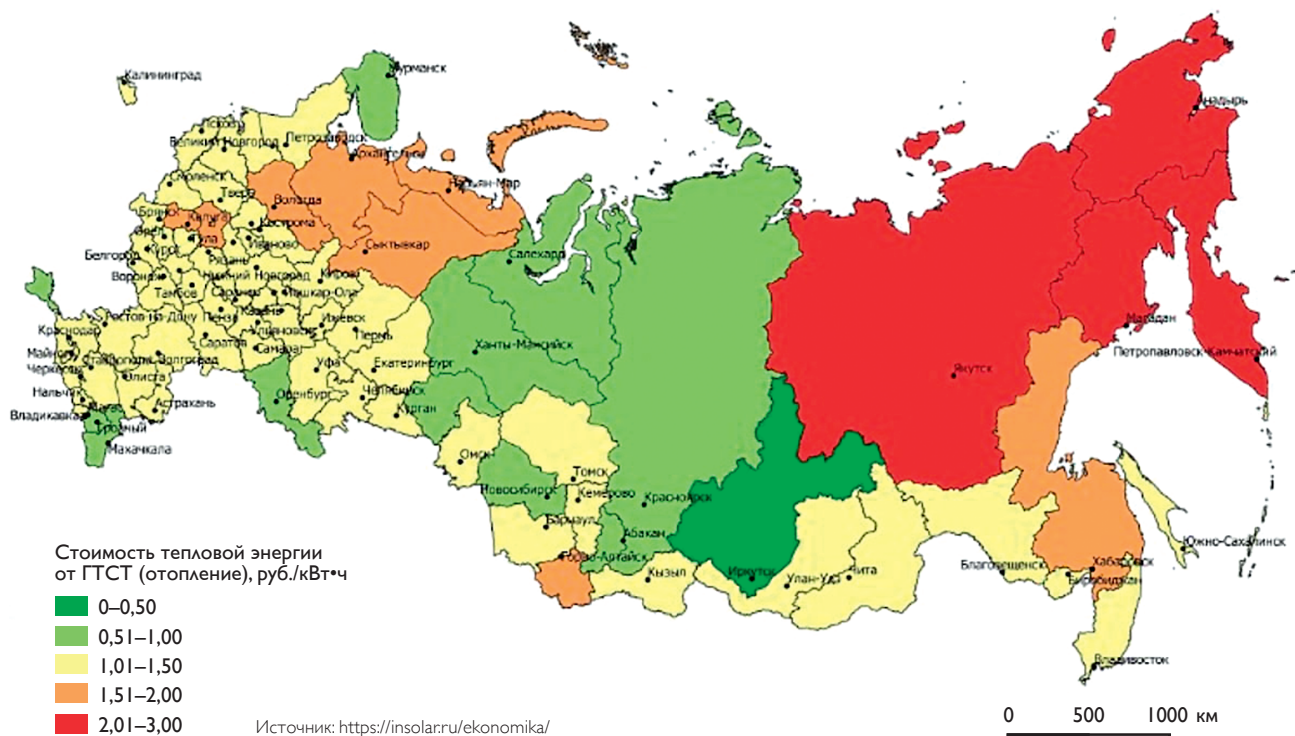 Калининград
Мурманск
Анадырь
Псков
Великий Новгород
Петрозаводск
Архангельск
Нарьян-Мар
Смоленск
Тверь
Вологда
Брянск
Калуга
Кострома
Орел
Тула
Иваново
Сыктывкар
Курск
Белгород
Рязань
Салехард
Воронеж
Нижний Новгород
Киров
Тамбов
Саранск
Йошкар-Ола
Ростов-на-Дону
Пенза
Казань
Ульяновск
Ижевск
Магадан
Краснодар
Пермь
Саратов
Самара
Ханты-Мансийск
Петропавловск-Камчатский
Майкоп
Ставрополь
Волгоград
Уфа
Екатеринбург
Черкесск
Элиста
Якутск
Нальчик
Оренбург
Челябинск
Астрахань
Курган
Владикавказ
Магас
Грозный
Махачкала
Омск
Томск
Новосибирск
Кемерово
Красноярск
Барнаул
Абакан
Южно-Сахалинск
Горно-Алтайск
Кызыл
Иркутск
Улан-Удэ
Чита
Благовещенск
Хабаровск
Биробиджан
Владивосток
Стоимость тепловой энергии
от ГТСТ (отопление), руб./кВт•ч
0–0,50
0,51–1,00
1,01–1,50
1,51–2,00
2,01–3,00
Источник: https://insolar.ru/ekonomika/
0 500 1000 км